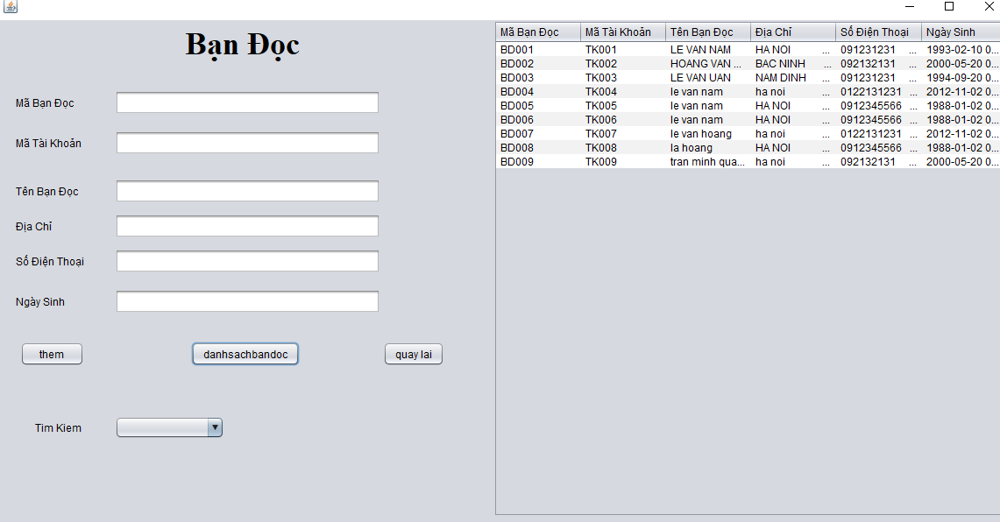 Bạn Đọc
Mã Bạn Đọc
Mã Tài Khoản
Tên Bạn Đọc
Địa Chỉ
Số Điện Thoại
Ngày Sinh
them danhsachbandoc quay lai
Tim Kiem
Mã Bạn Đọc Mã Tài Khoản Tên Bạn Đọc Địa Chỉ Số Điện Thoại Ngày Sinh
BD001 TK001 LE VAN NAM HA NOI ... 091231231 ... 1993-02-10 0...
BD002 TK002 HOANG VAN ... BAC NINH ... 092132131 ... 2000-05-20 0...
BD003 TK003 LE VAN UAN NAM DINH ... 091231231 ... 1994-09-20 0...
BD004 TK004 le van nam ha noi ... 0122131231 ... 2012-11-02 0...
BD005 TK005 le van nam HA NOI ... 0912345566 ... 1988-01-02 0...
BD006 TK006 le van nam HA NOI ... 0912345566 ... 1988-01-02 0...
BD007 TK007 le van hoang ha noi ... 0122131231 ... 2012-11-02 0...
BD008 TK008 la hoang HA NOI ... 0912345566 ... 1988-01-02 0...
BD009 TK009 tran minh qua... ha noi ... 092132131 ... 2000-05-20 0...